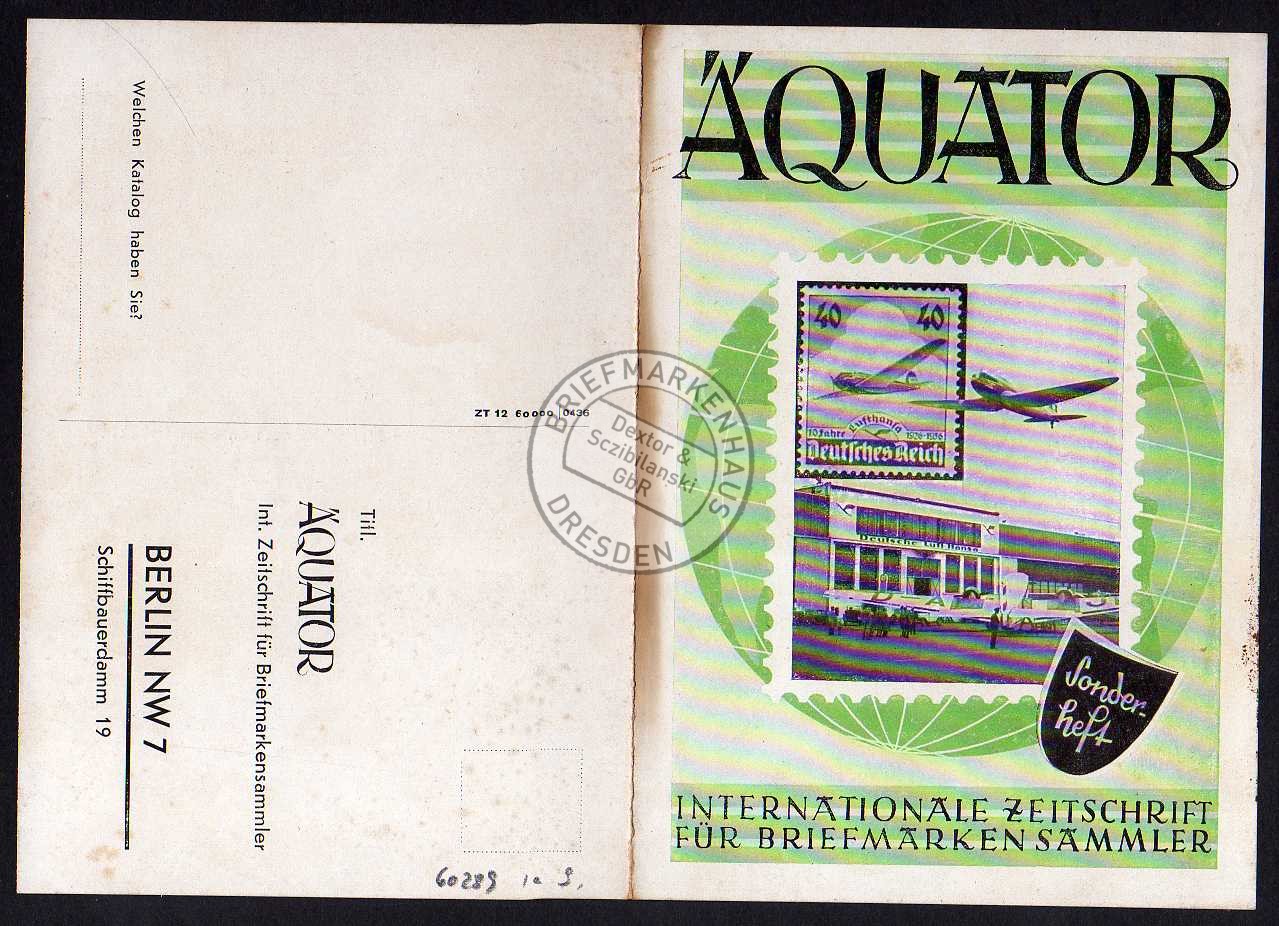 Welchen Katalog haben Sie?
ZT 12 60000 0436
Titl.
ÄQUATOR
Int. Zeitschrift für Briefmarkensammler
BERLIN NW 7
Schiffbauerdamm 19
60289 1a 9,
BRIEFMARKENHAUS
Dextor &
Sczibilanski
GbR
DRESDEN
ÄQUATOR
40 40
Lufthansa
10 Jahre 1926-1936
Deutsches Reich
Deutsche Luft Hansa
Sonder-
heft
INTERNATIONALE ZEITSCHRIFT
FÜR BRIEFMARKENSAMMLER